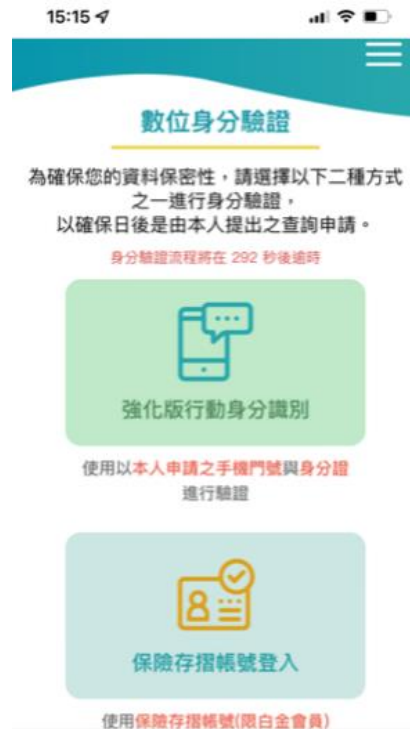 15:15
數位身分驗證
為確保您的資料保密性，請選擇以下二種方式
之一進行身分驗證，
以確保日後是由本人提出之查詢申請。
身分驗證流程將在 292 秒後逾時
強化版行動身分識別
使用以本人申請之手機門號與身分證
進行驗證
保險存摺帳號登入
使用保險存摺帳號(限白金會員)